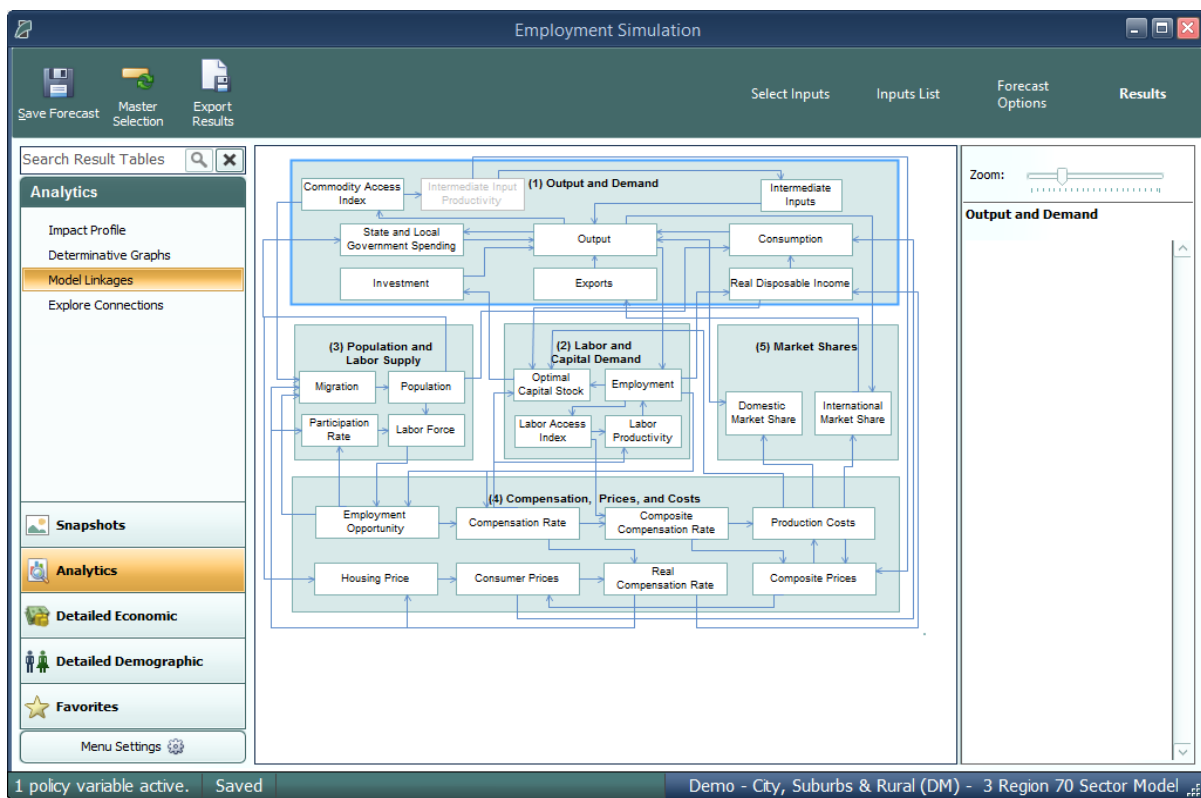 Employment Simulation
Save Forecast
Master
Selection
Export
Results
Select Inputs
Inputs List
Forecast
Options
Results
Search Result Tables
Analytics
Impact Profile
Determinative Graphs
Model Linkages
Explore Connections
Snapshots
Analytics
Detailed Economic
Detailed Demographic
Favorites
Menu Settings
(1) Output and Demand
Commodity Access
Index
Intermediate Input
Productivity
Intermediate
Inputs
State and Local
Government Spending
Output
Consumption
Investment
Exports
Real Disposable Income
(3) Population and
Labor Supply
Migration
Population
Participation
Rate
Labor Force
(2) Labor and
Capital Demand
Optimal
Capital Stock
Employment
Labor Access
Index
Labor
Productivity
(5) Market Shares
Domestic
Market Share
International
Market Share
(4) Compensation, Prices, and Costs
Employment
Opportunity
Compensation Rate
Composite
Compensation Rate
Production Costs
Housing Price
Consumer Prices
Real
Compensation Rate
Composite Prices
Zoom:
Output and Demand
1 policy variable active.
Saved
Demo - City, Suburbs & Rural (DM) - 3 Region 70 Sector Model